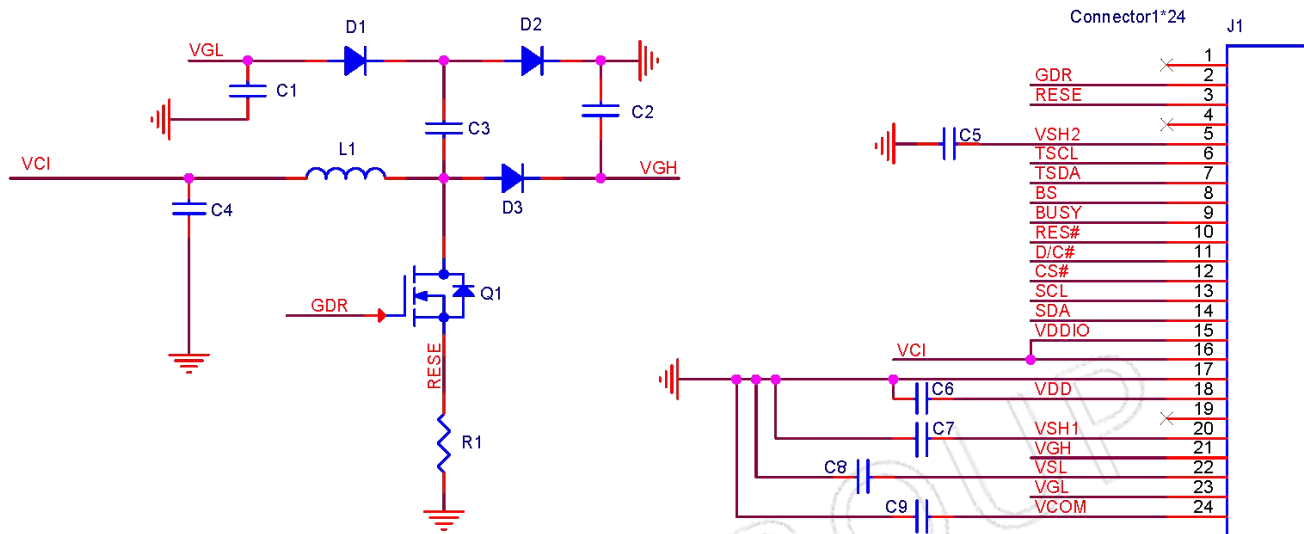 Connector1*24
J1
D1
D2
VGL
C1
C2
C3
VCI
L1
VGH
D3
C4
GDR
Q1
RESE
R1
1
GDR 2
RESE 3
4
C5 VSH2 5
TSCL 6
TSDA 7
BS 8
BUSY 9
RES# 10
D/C# 11
CS# 12
SCL 13
SDA 14
VDDIO 15
VCI 16
17
C6 VDD 18
19
C7 VSH1 20
VGH 21
C8 VSL 22
VGL 23
C9 VCOM 24